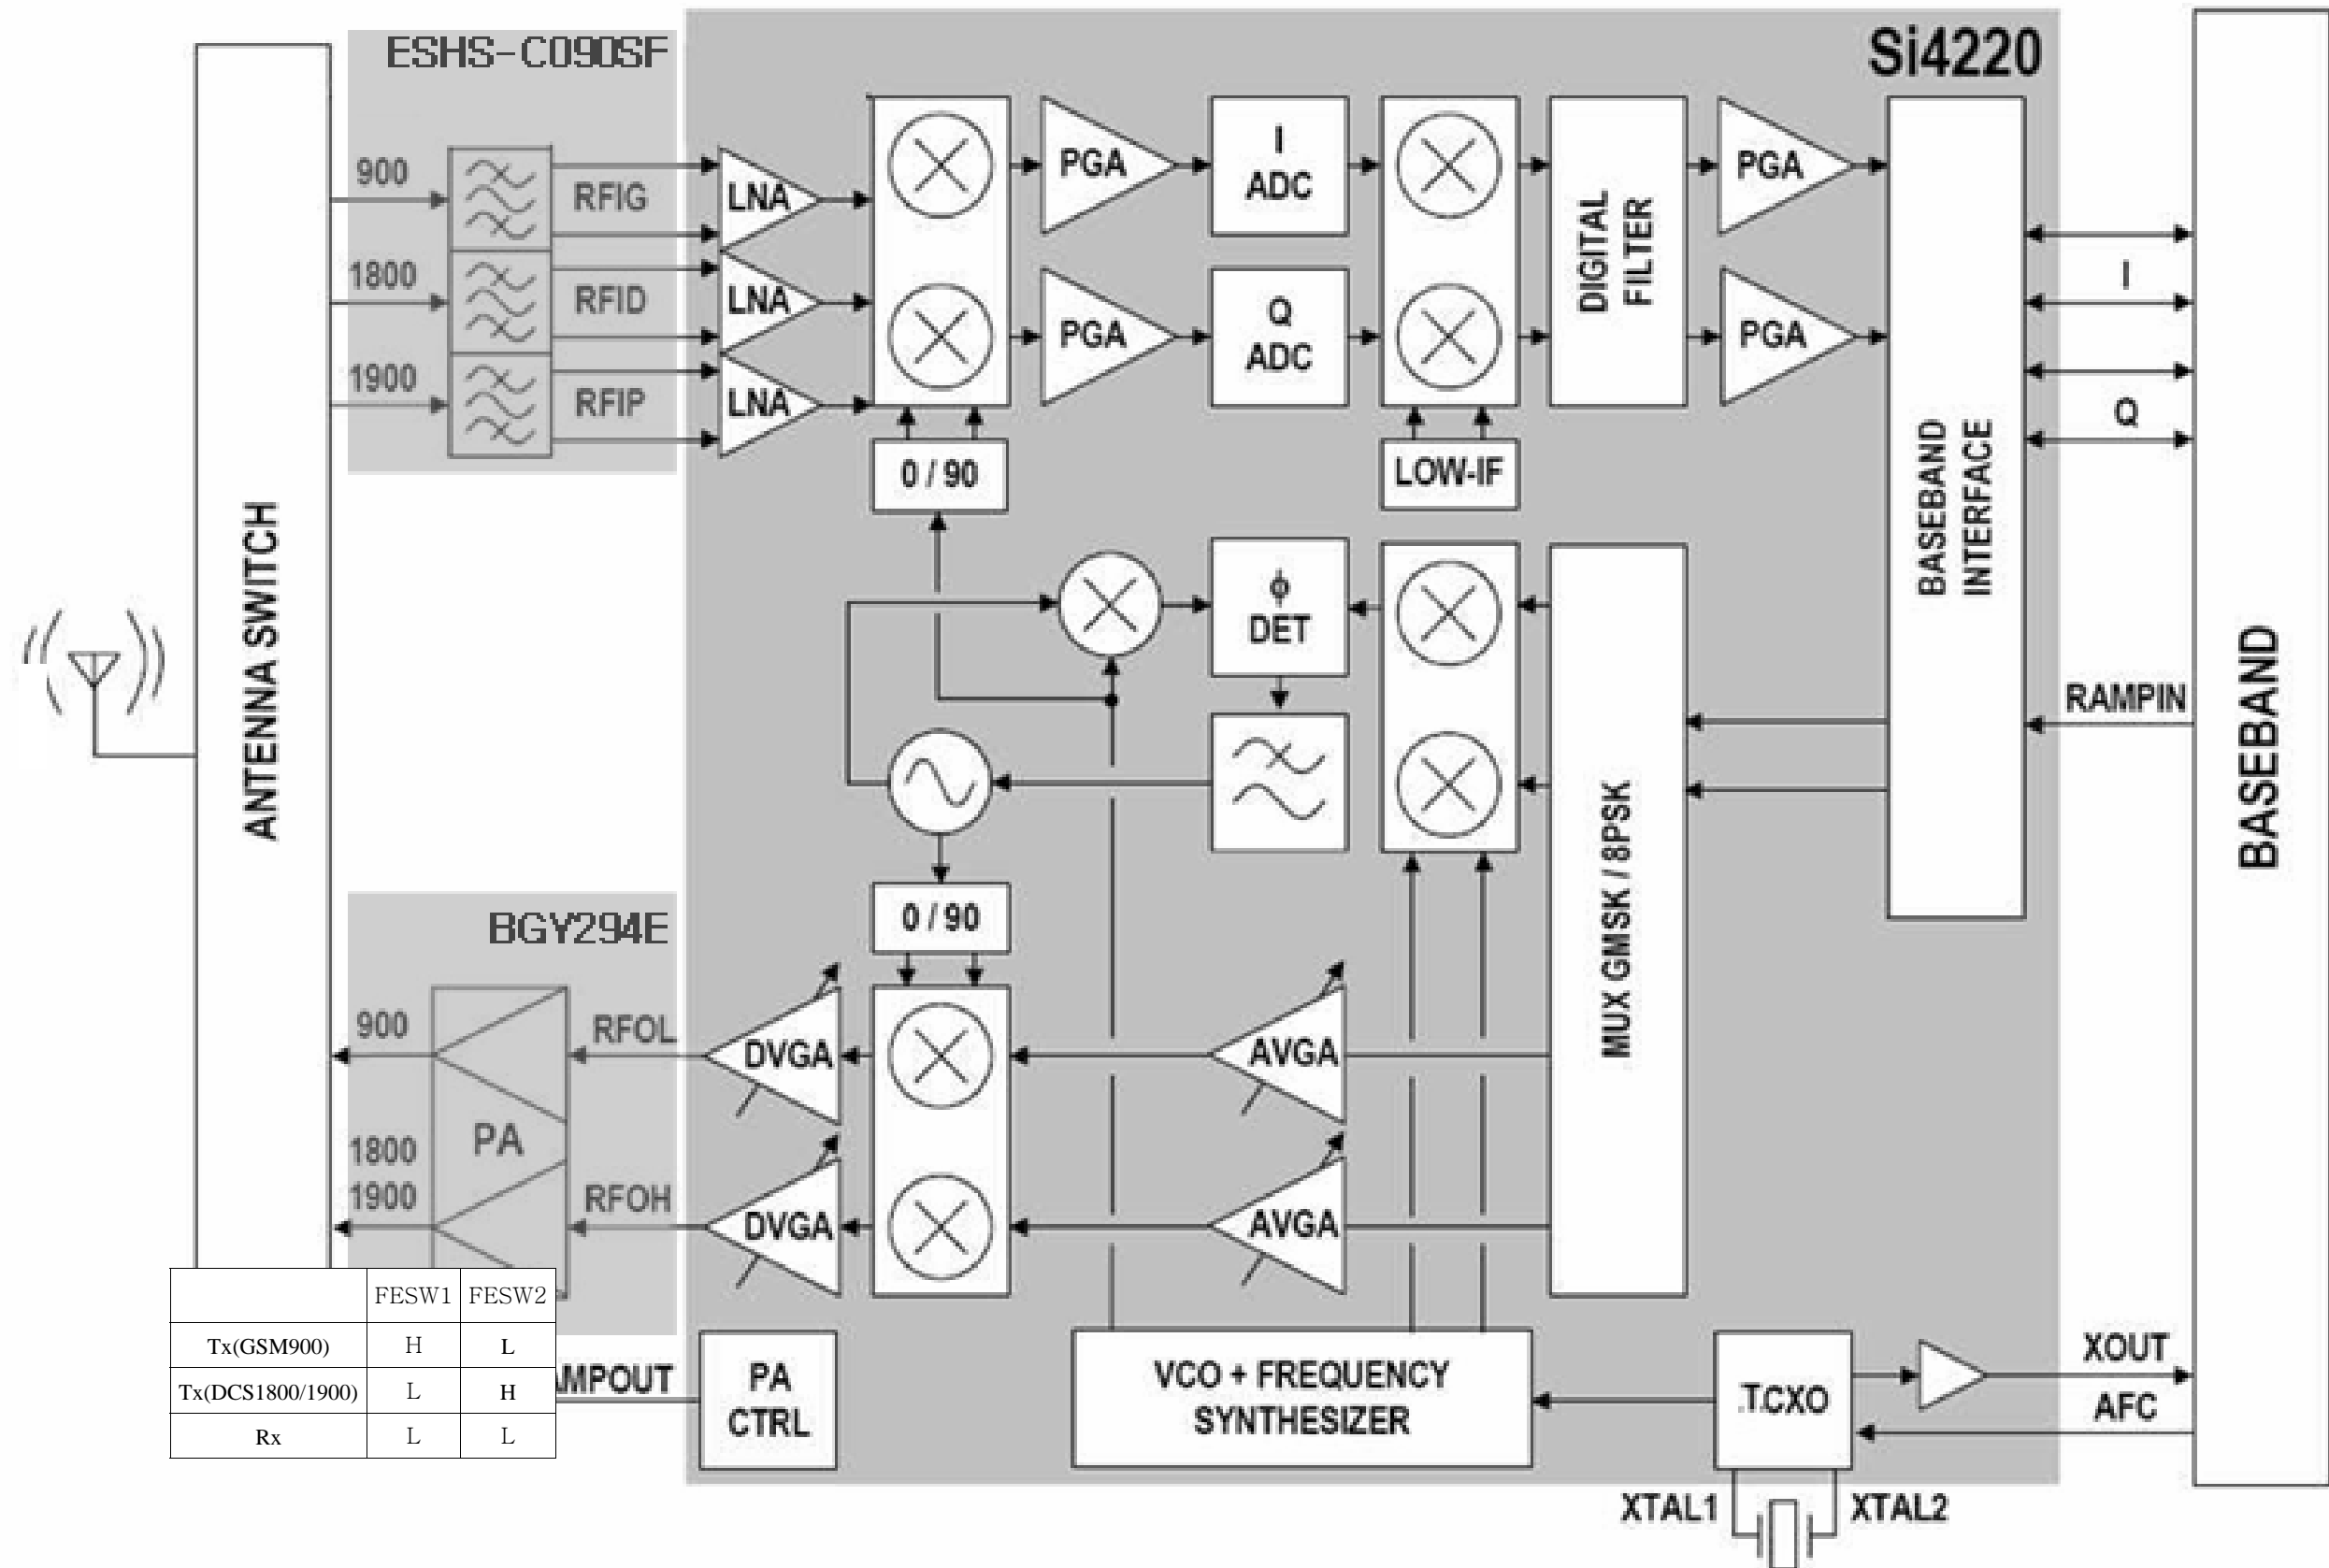 ESHS-C090SF
Si4220
ANTENNA SWITCH
900
RFIG
LNA
1800
RFID
LNA
1900
RFIP
LNA
0 / 90
PGA
PGA
I
ADC
Q
ADC
LOW-IF
DIGITAL
FILTER
PGA
PGA
BASEBAND
INTERFACE
I
Q
RAMPIN
BASEBAND
ϕ
DET
0 / 90
MUX GMSK / 8PSK
BGY294E
900
RFOL
DVGA
AVGA
PA
1800
1900
RFOH
DVGA
AVGA
FESW1 FESW2
Tx(GSM900) H L
Tx(DCS1800/1900) L H
Rx L L
AMPOUT
PA
CTRL
VCO + FREQUENCY
SYNTHESIZER
TCXO
XOUT
AFC
XTAL1
XTAL2